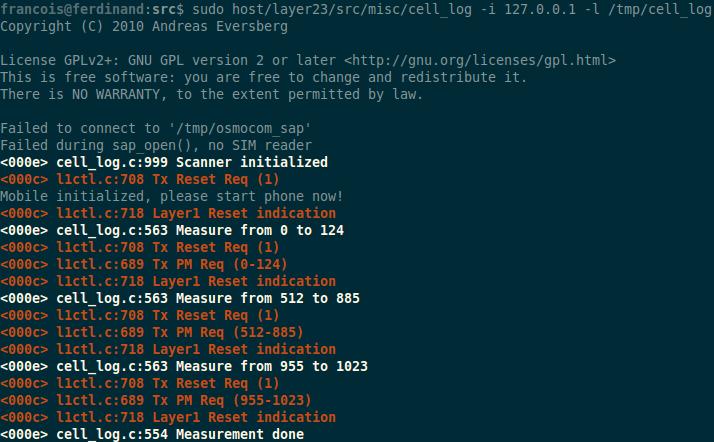 francois@ferdinand:src$ sudo host/layer23/src/misc/cell_log -i 127.0.0.1 -l /tmp/cell_log
Copyright (C) 2010 Andreas Eversberg
License GPLv2+: GNU GPL version 2 or later <http://gnu.org/licenses/gpl.html>
This is free software: you are free to change and redistribute it.
There is NO WARRANTY, to the extent permitted by law.
Failed to connect to '/tmp/osmocom_sap'
Failed during sap_open(), no SIM reader
<000e> cell_log.c:999 Scanner initialized
<000c> l1ctl.c:708 Tx Reset Req (1)
Mobile initialized, please start phone now!
<000c> l1ctl.c:718 Layer1 Reset indication
<000e> cell_log.c:563 Measure from 0 to 124
<000c> l1ctl.c:708 Tx Reset Req (1)
<000c> l1ctl.c:689 Tx PM Req (0-124)
<000c> l1ctl.c:718 Layer1 Reset indication
<000e> cell_log.c:563 Measure from 512 to 885
<000c> l1ctl.c:708 Tx Reset Req (1)
<000c> l1ctl.c:689 Tx PM Req (512-885)
<000c> l1ctl.c:718 Layer1 Reset indication
<000e> cell_log.c:563 Measure from 955 to 1023
<000c> l1ctl.c:708 Tx Reset Req (1)
<000c> l1ctl.c:689 Tx PM Req (955-1023)
<000c> l1ctl.c:718 Layer1 Reset indication
<000e> cell_log.c:554 Measurement done